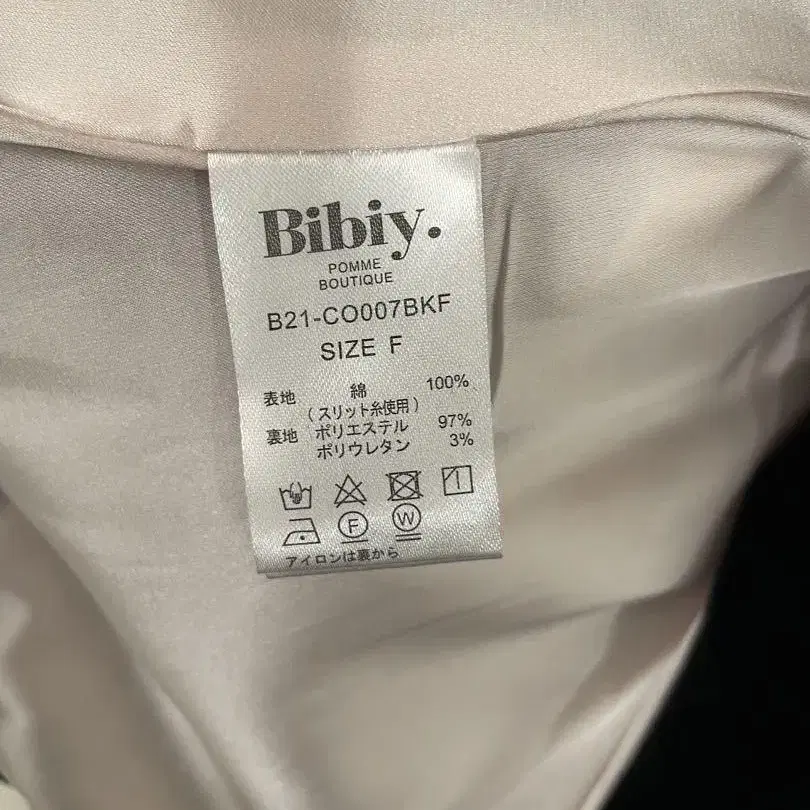 Bibiy.
POMME
BOUTIQUE
B21-CO007BKF
SIZE F
表地 綿 100%
(スリット糸使用)
裏地 ポリエステル 97%
ポリウレタン 3%
F W
アイロンは裏から